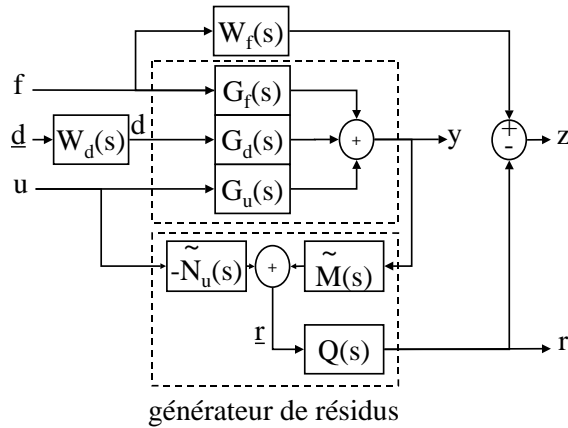 W_f(s)
f
G_f(s)
+
-
z
d
W_d(s)
d
G_d(s)
+
y
u
G_u(s)
-Ñ_u(s)
+
M̃(s)
r
Q(s)
r
générateur de résidus